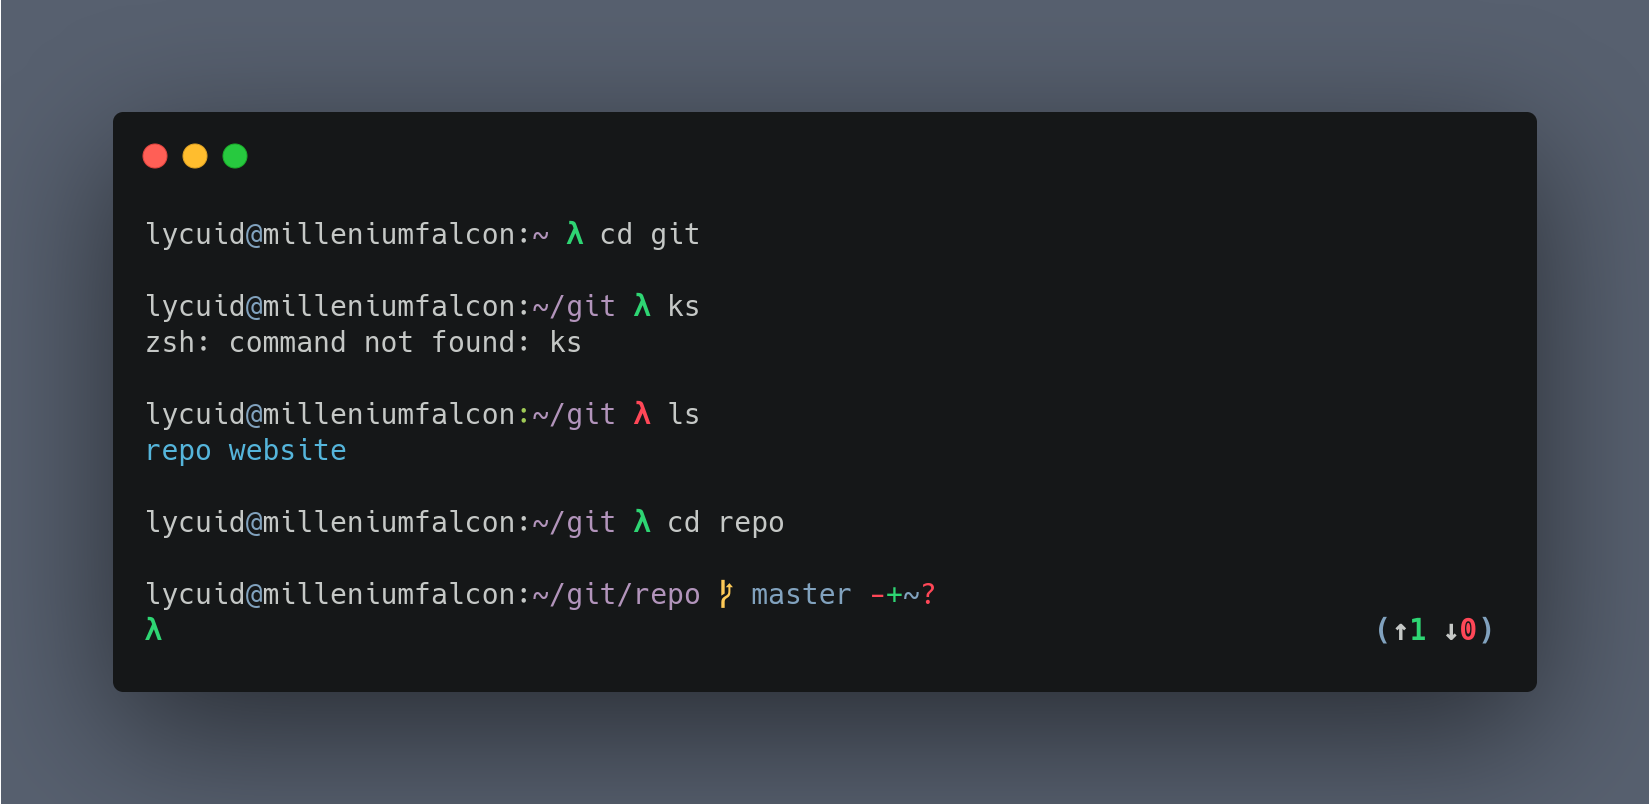 lycuid@milleniumfalcon:~ λ cd git
lycuid@milleniumfalcon:~/git λ ks
zsh: command not found: ks
lycuid@milleniumfalcon:~/git λ ls
repo website
lycuid@milleniumfalcon:~/git λ cd repo
lycuid@milleniumfalcon:~/git/repo ᚠ master -+~?
λ (↑1 ↓0)